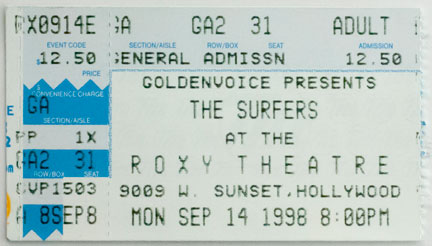 RX0914E GA GA2 31 ADULT
EVENT CODE SECTION/AISLE ROW/BOX SEAT ADMISSION
$ 12.50 GENERAL ADMISSN 12.50
PRICE
GOLDENVOICE PRESENTS
CONVENIENCE CHARGE
GA THE SURFERS
SECTION/AISLE
PP 1X AT THE
ROW/BOX SEAT
GA2 31 ROXY THEATRE
GVP1503 9009 W. SUNSET,HOLLYWOOD
A 8SEP8 MON SEP 14 1998 8:00PM